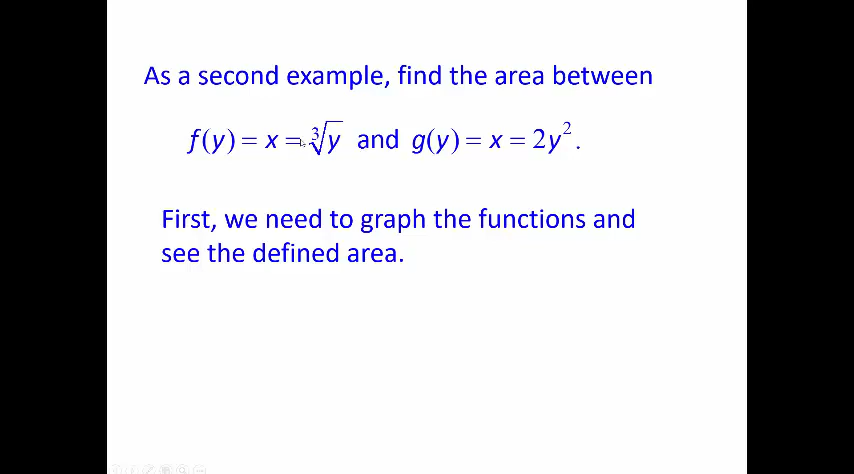 As a second example, find the area between
f(y) = x = ∛y and g(y) = x = 2y².
First, we need to graph the functions and
see the defined area.